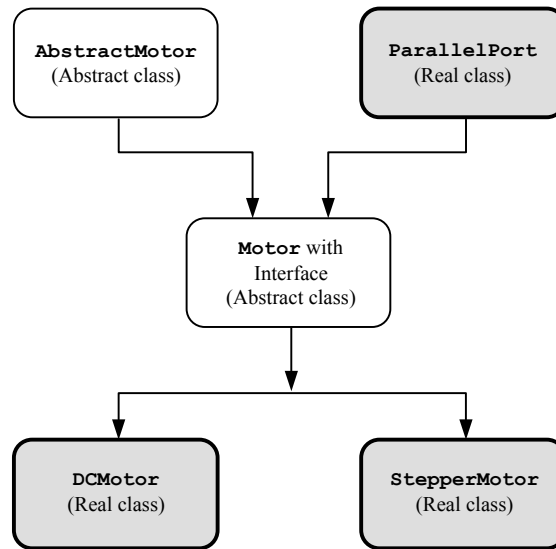 AbstractMotor
(Abstract class)
ParallelPort
(Real class)
Motor with
Interface
(Abstract class)
DCMotor
(Real class)
StepperMotor
(Real class)